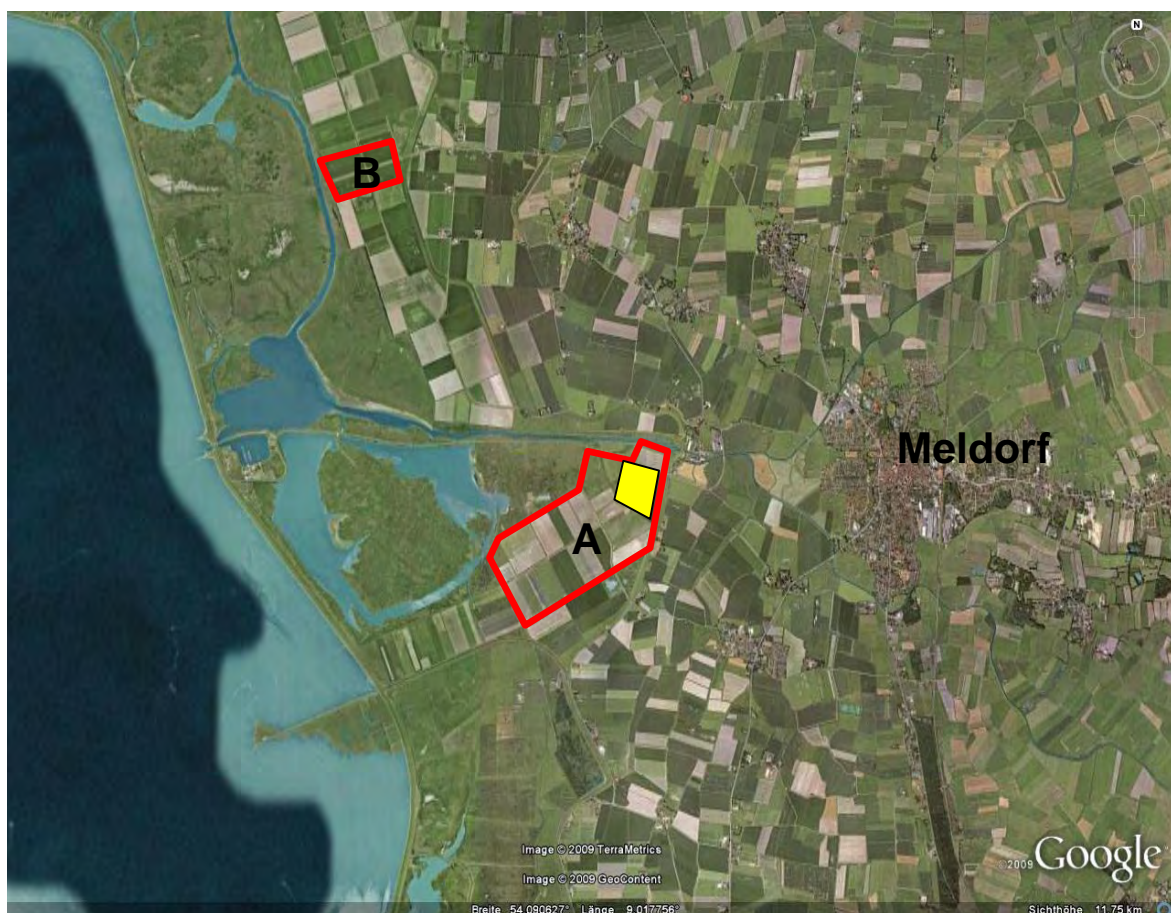 N
B
Meldorf
A
Image © 2009 TerraMetrics
Image © 2009 GeoContent
©2009 Google
Breite 54.090627° Länge 9.017756° Sichthöhe 11.75 km